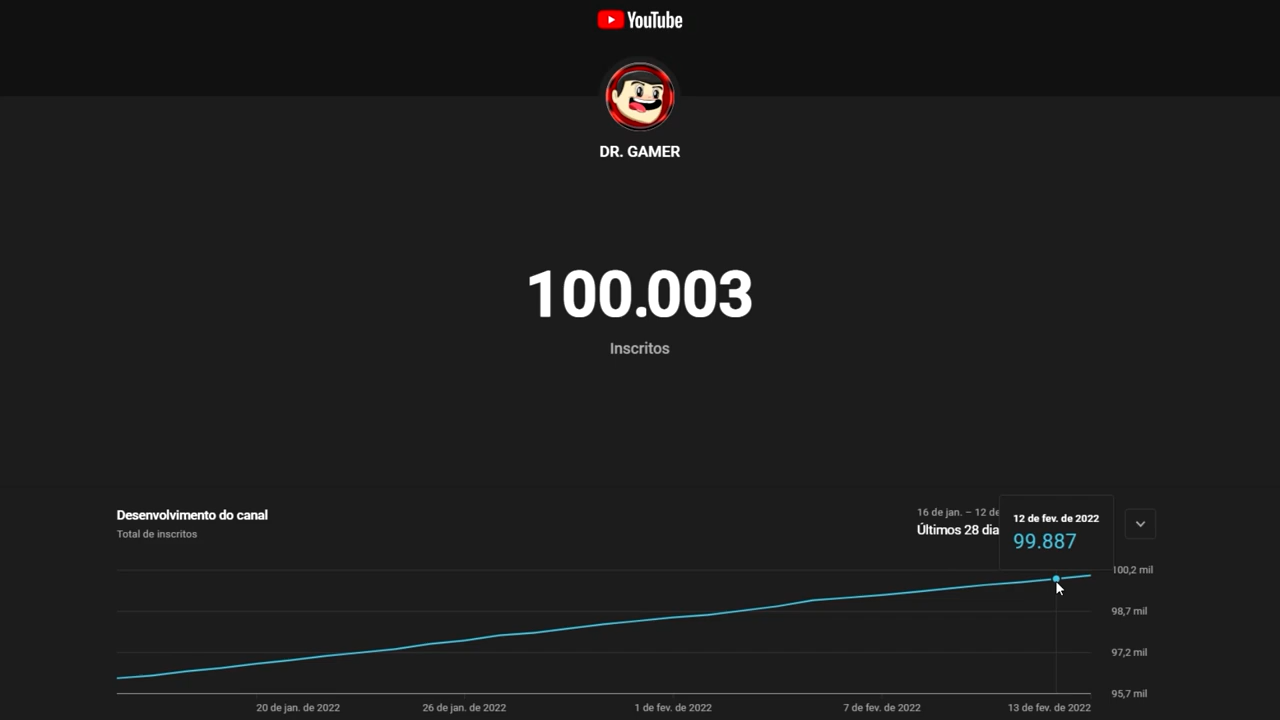 YouTube
DR. GAMER
100.003
Inscritos
Desenvolvimento do canal
Total de inscritos
16 de jan. – 12 de
Últimos 28 dia
12 de fev. de 2022
99.887
100,2 mil
98,7 mil
97,2 mil
95,7 mil
20 de jan. de 2022
26 de jan. de 2022
1 de fev. de 2022
7 de fev. de 2022
13 de fev. de 2022